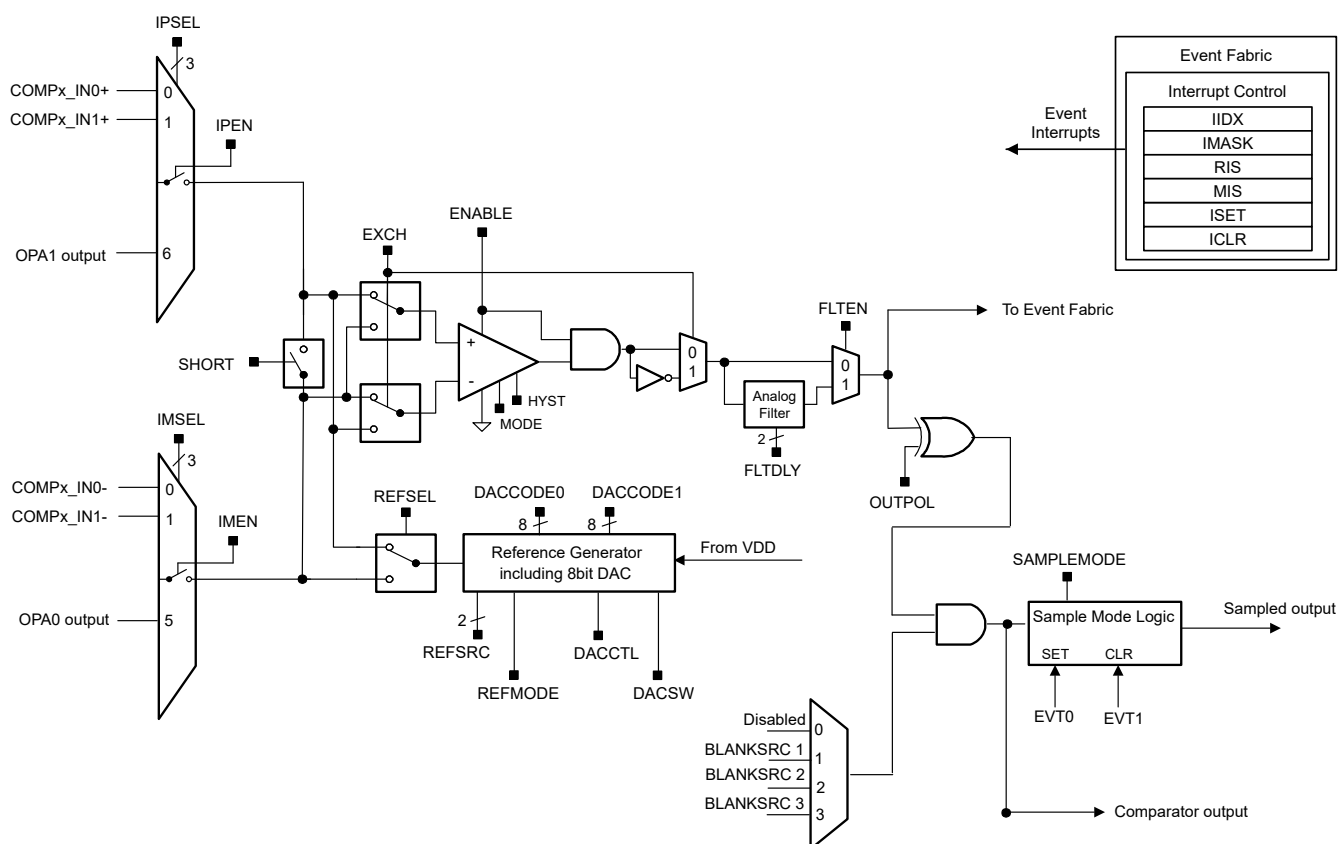 IPSEL
3
COMPx_IN0+
0
COMPx_IN1+
1
IPEN
OPA1 output
6
Event Fabric
Interrupt Control
IIDX
IMASK
RIS
MIS
ISET
ICLR
Event
Interrupts
ENABLE
EXCH
SHORT
+
-
HYST
MODE
0
1
FLTEN
0
1
To Event Fabric
Analog
Filter
2
FLTDLY
OUTPOL
IMSEL
3
COMPx_IN0-
0
COMPx_IN1-
1
IMEN
OPA0 output
5
REFSEL
DACCODE0
DACCODE1
8
8
Reference Generator
including 8bit DAC
From VDD
2
REFSRC
REFMODE
DACCTL
DACSW
SAMPLEMODE
Sample Mode Logic
SET
CLR
EVT0
EVT1
Sampled output
Disabled
0
BLANKSRC 1
1
BLANKSRC 2
2
BLANKSRC 3
3
Comparator output